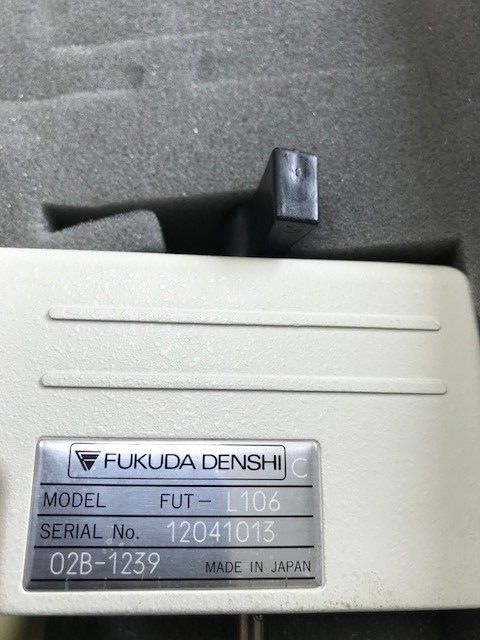 FUKUDA DENSHI C
MODEL FUT- L106
SERIAL No. 12041013
02B-1239 MADE IN JAPAN